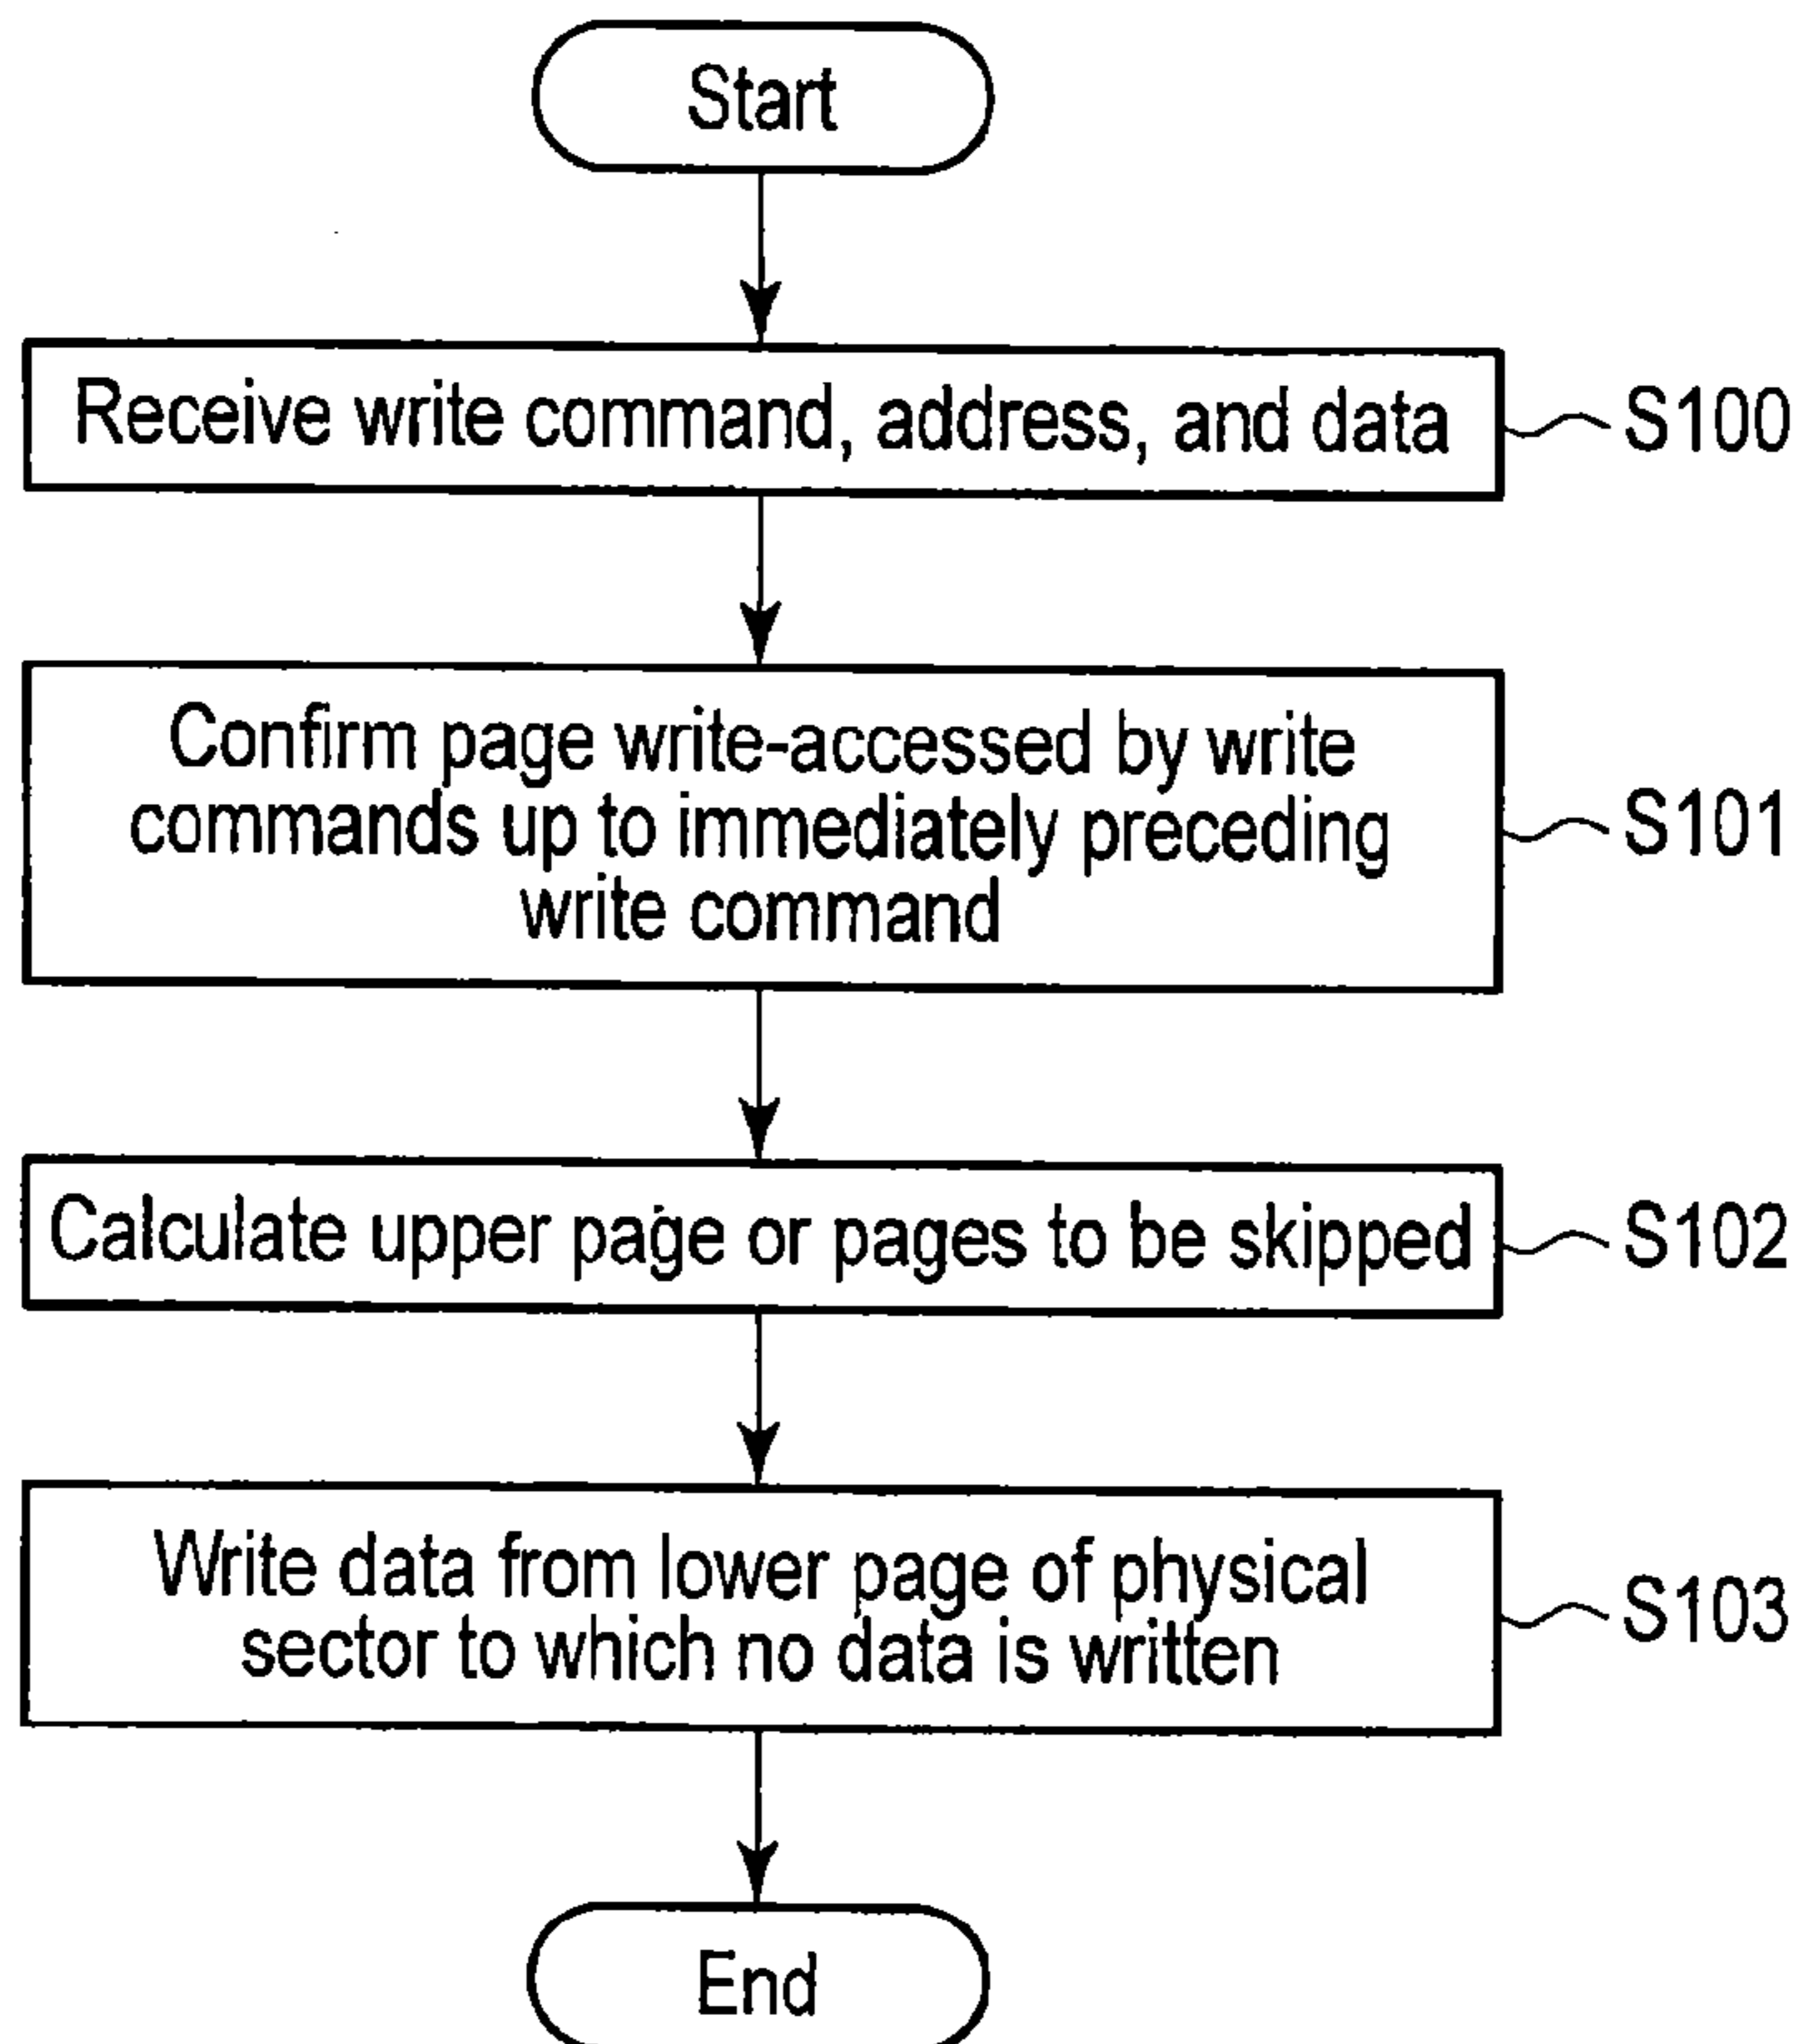 Start
Receive write command, address, and data
S100
Confirm page write-accessed by write
commands up to immediately preceding
write command
S101
Calculate upper page or pages to be skipped
S102
Write data from lower page of physical
sector to which no data is written
S103
End